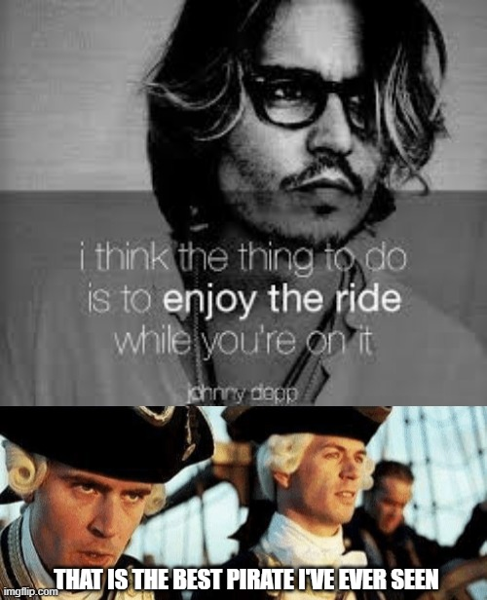 i think the thing to do
is to enjoy the ride
while you're on it
johnny depp
THAT IS THE BEST PIRATE I'VE EVER SEEN
imgflip.com